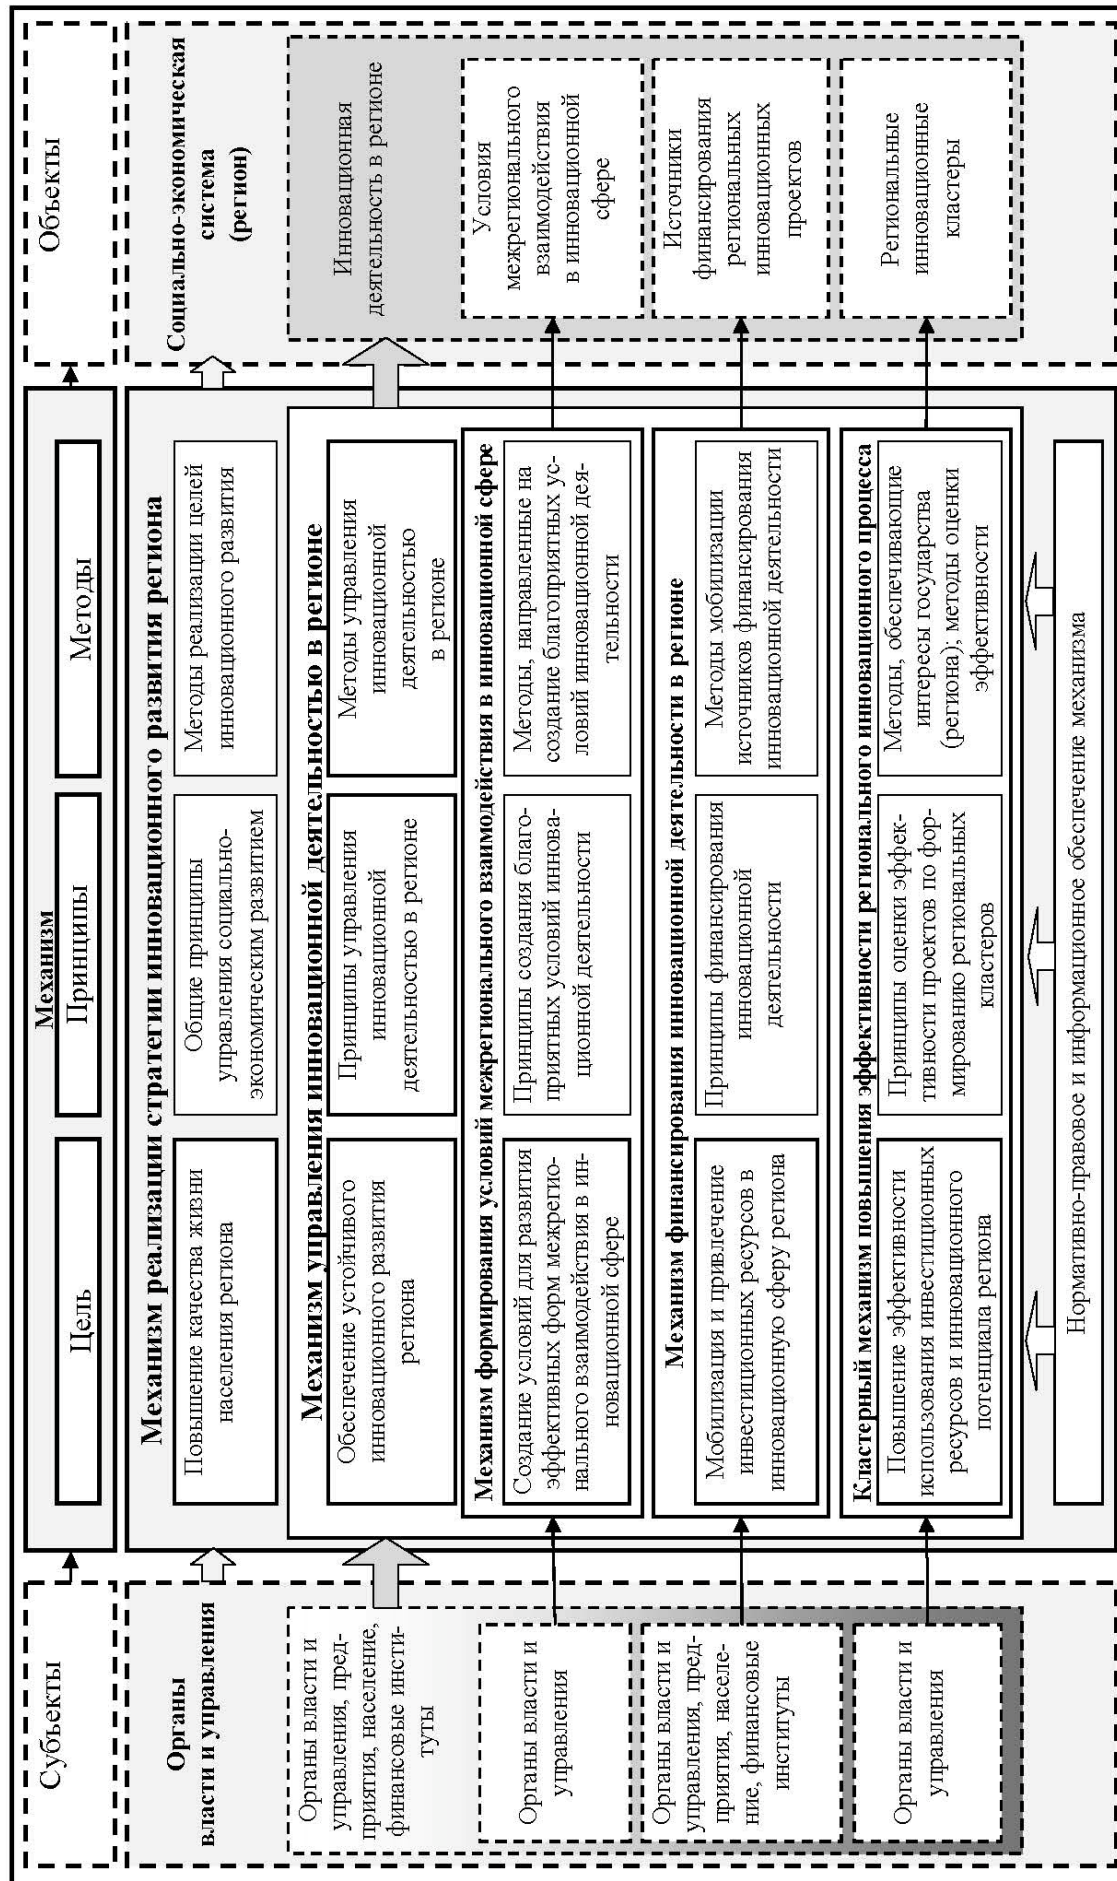 Субъекты
Механизм
Цель
Принципы
Методы
Объекты
Органы
власти и управления
Механизм реализации стратегии инновационного развития региона
Повышение качества жизни
населения региона
Общие принципы
управления социально-
экономическим развитием
Методы реализации целей
инновационного развития
Социально-экономическая
система
(регион)
Органы власти и
управления, пред-
приятия, население,
финансовые инсти-
туты
Механизм управления инновационной деятельностью в регионе
Обеспечение устойчивого
инновационного развития
региона
Принципы управления
инновационной
деятельностью в регионе
Методы управления
инновационной
деятельностью
в регионе
Инновационная
деятельность в регионе
Органы власти и
управления
Механизм формирования условий межрегионального взаимодействия в инновационной сфере
Создание условий для развития
эффективных форм межрегио-
нального взаимодействия в ин-
новационной сфере
Принципы создания благо-
приятных условий иннова-
ционной деятельности
Методы, направленные на
создание благоприятных ус-
ловий инновационной дея-
тельности
Условия
межрегионального
взаимодействия
в инновационной
сфере
Органы власти и
управления, пред-
приятия, населе-
ние, финансовые
институты
Механизм финансирования инновационной деятельности в регионе
Мобилизация и привлечение
инвестиционных ресурсов в
инновационную сферу региона
Принципы финансирования
инновационной
деятельности
Методы мобилизации
источников финансирования
инновационной деятельности
Источники
финансирования
региональных
инновационных
проектов
Органы власти и
управления
Кластерный механизм повышения эффективности регионального инновационного процесса
Повышение эффективности
использования инвестиционных
ресурсов и инновационного
потенциала региона
Принципы оценки эффек-
тивности проектов по фор-
мированию региональных
кластеров
Методы, обеспечивающие
интересы государства
(региона); методы оценки
эффективности
Региональные
инновационные
кластеры
Нормативно-правовое и информационное обеспечение механизма